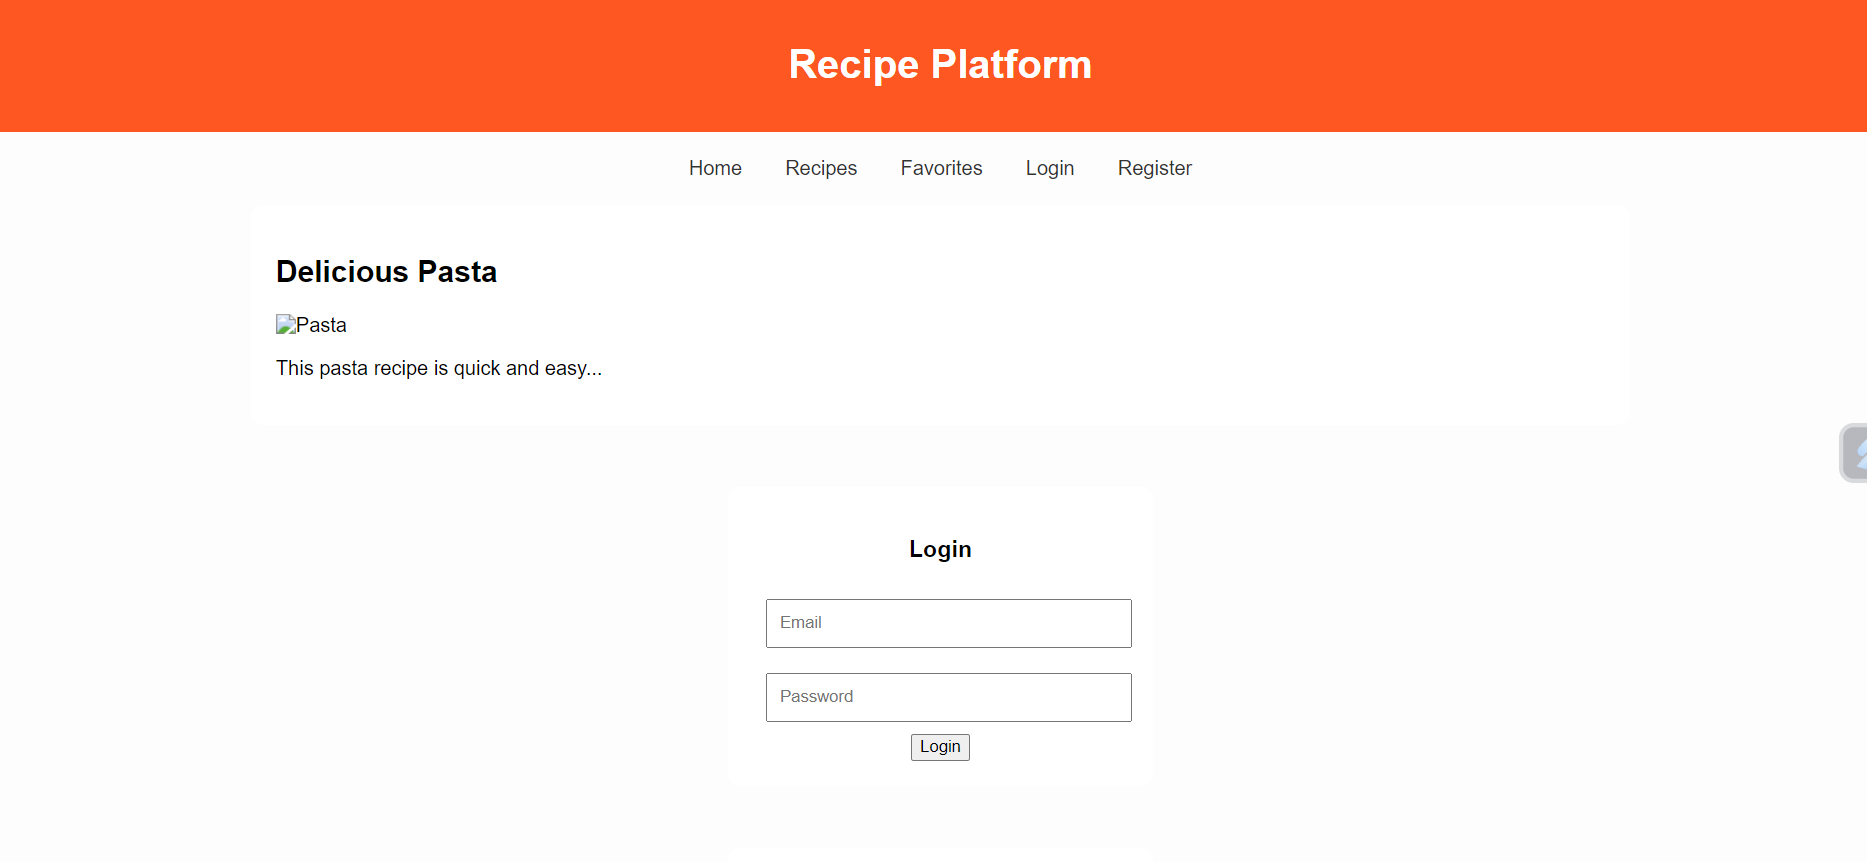 Recipe Platform
Home Recipes Favorites Login Register
Delicious Pasta
Pasta
This pasta recipe is quick and easy...
Login
Email
Password
Login